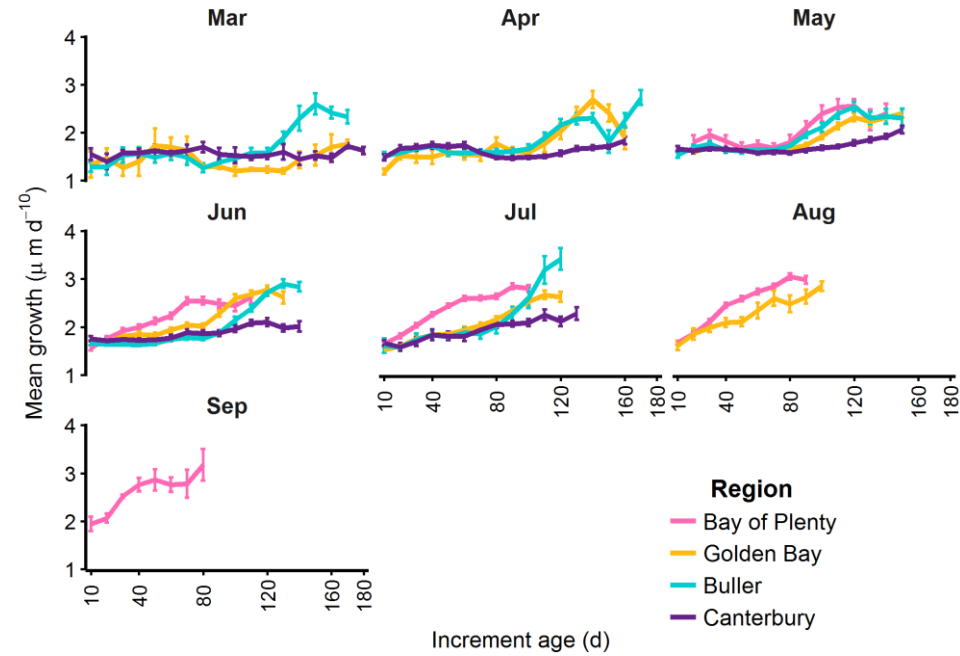 Mar Apr May
4
3
2
1
Jun Jul Aug
4
3
2
1
10 40 80 120 160 180 10 40 80 120 160 180
Sep
4
3
2
1
10 40 80 120 160 180
Mean growth (μ m d⁻¹⁰)
Increment age (d)
Region
Bay of Plenty
Golden Bay
Buller
Canterbury